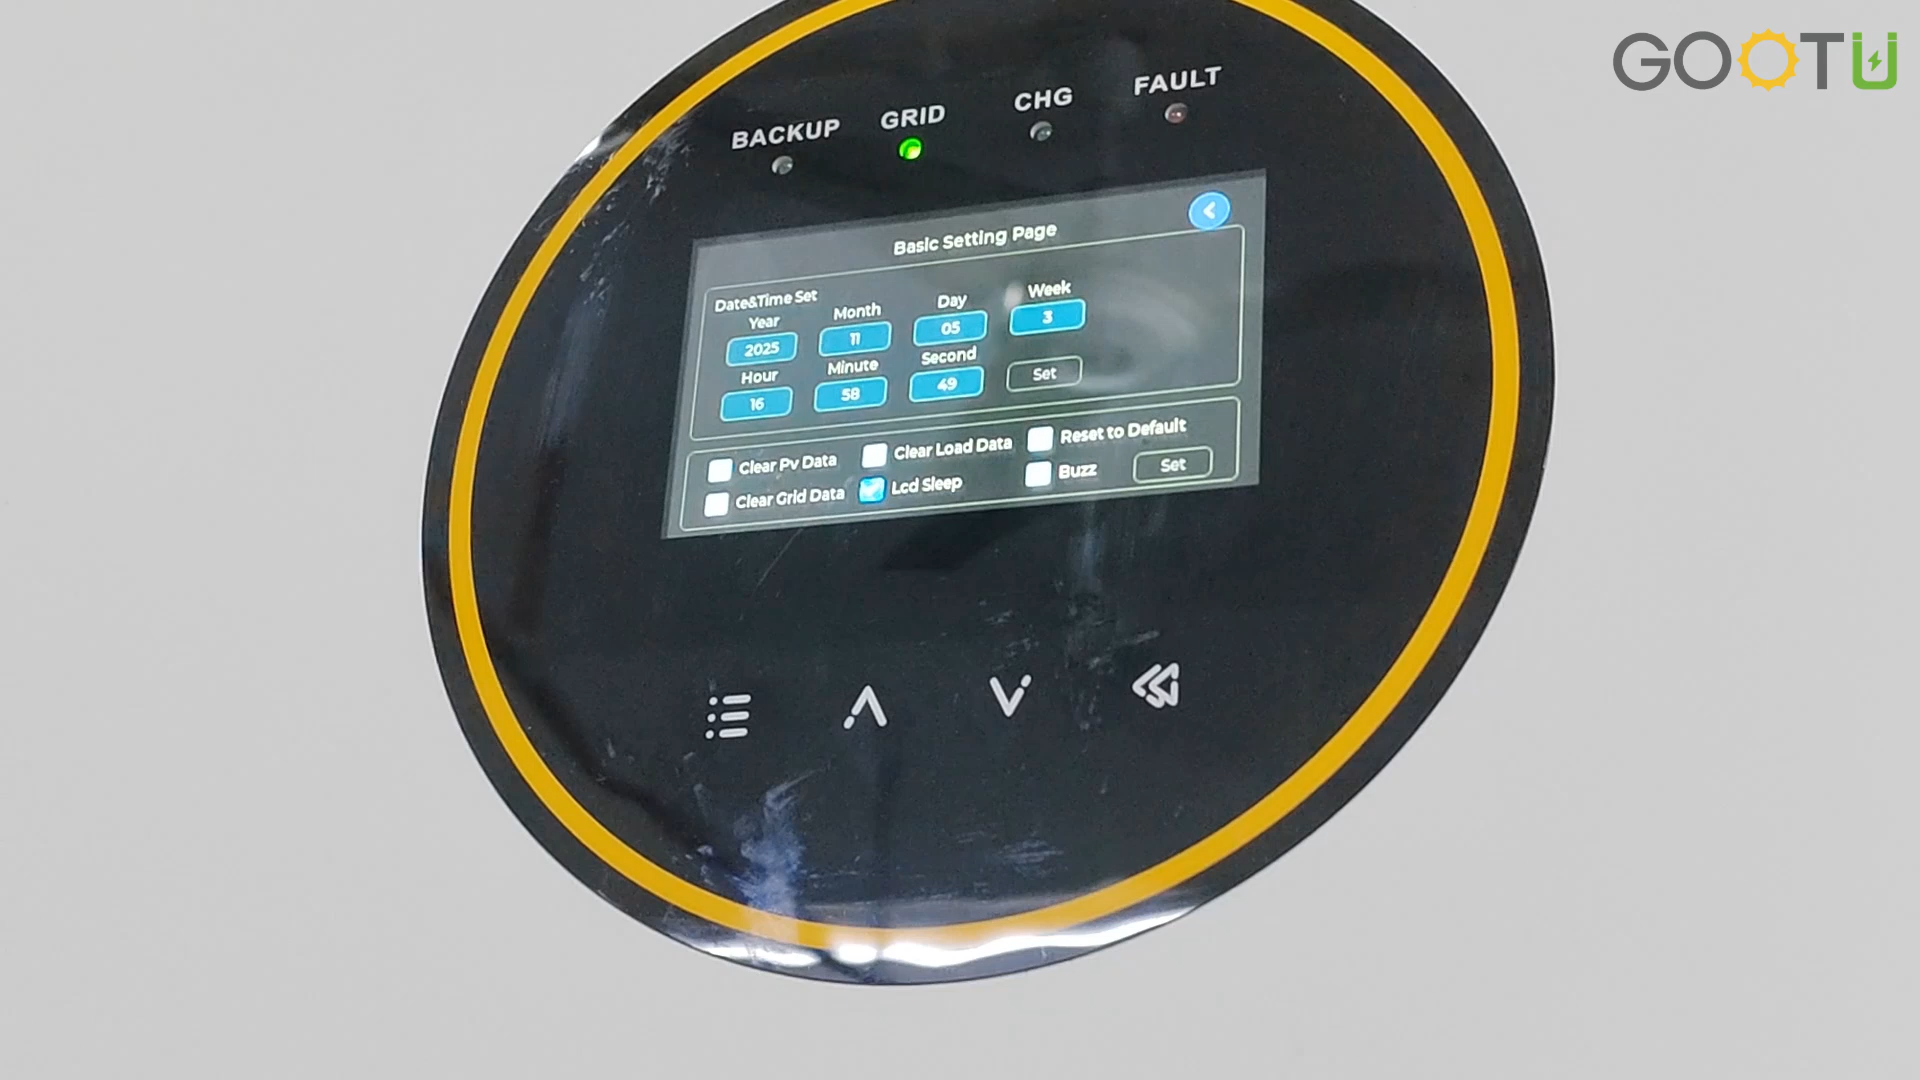 GOOTU
BACKUP GRID CHG FAULT
Basic Setting Page
Date&Time Set
Year Month Day Week
2025 11 05 3
Hour Minute Second
16 58 49 Set
Clear Pv Data Clear Load Data Reset to Default
Clear Grid Data Lcd Sleep Buzz Set